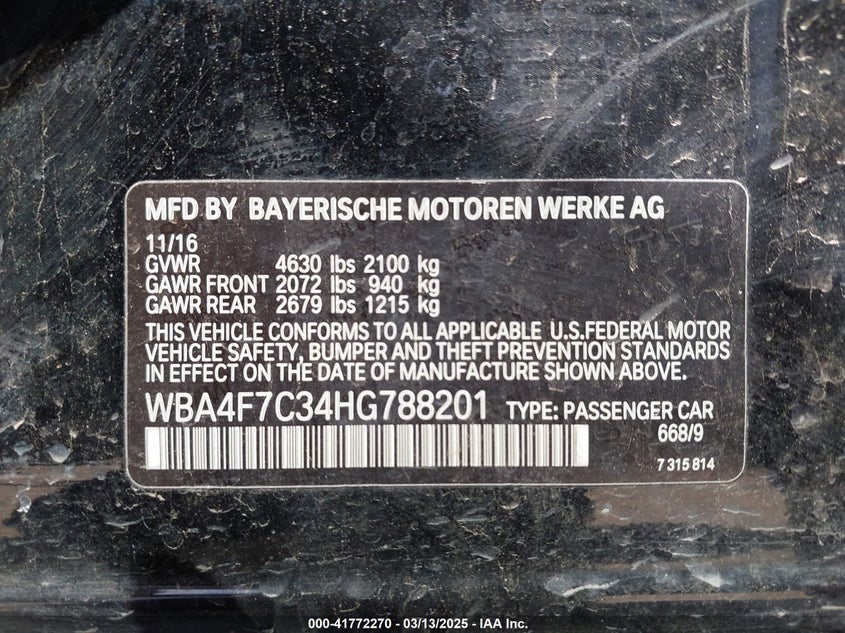 MFD BY BAYERISCHE MOTOREN WERKE AG
11/16
GVWR 4630 lbs 2100 kg
GAWR FRONT 2072 lbs 940 kg
GAWR REAR 2679 lbs 1215 kg
THIS VEHICLE CONFORMS TO ALL APPLICABLE U.S.FEDERAL MOTOR
VEHICLE SAFETY, BUMPER AND THEFT PREVENTION STANDARDS
IN EFFECT ON THE DATE OF MANUFACTURE SHOWN ABOVE.
WBA4F7C34HG788201 TYPE: PASSENGER CAR
668/9
7 315 814
000-41772270 - 03/13/2025 - IAA Inc.